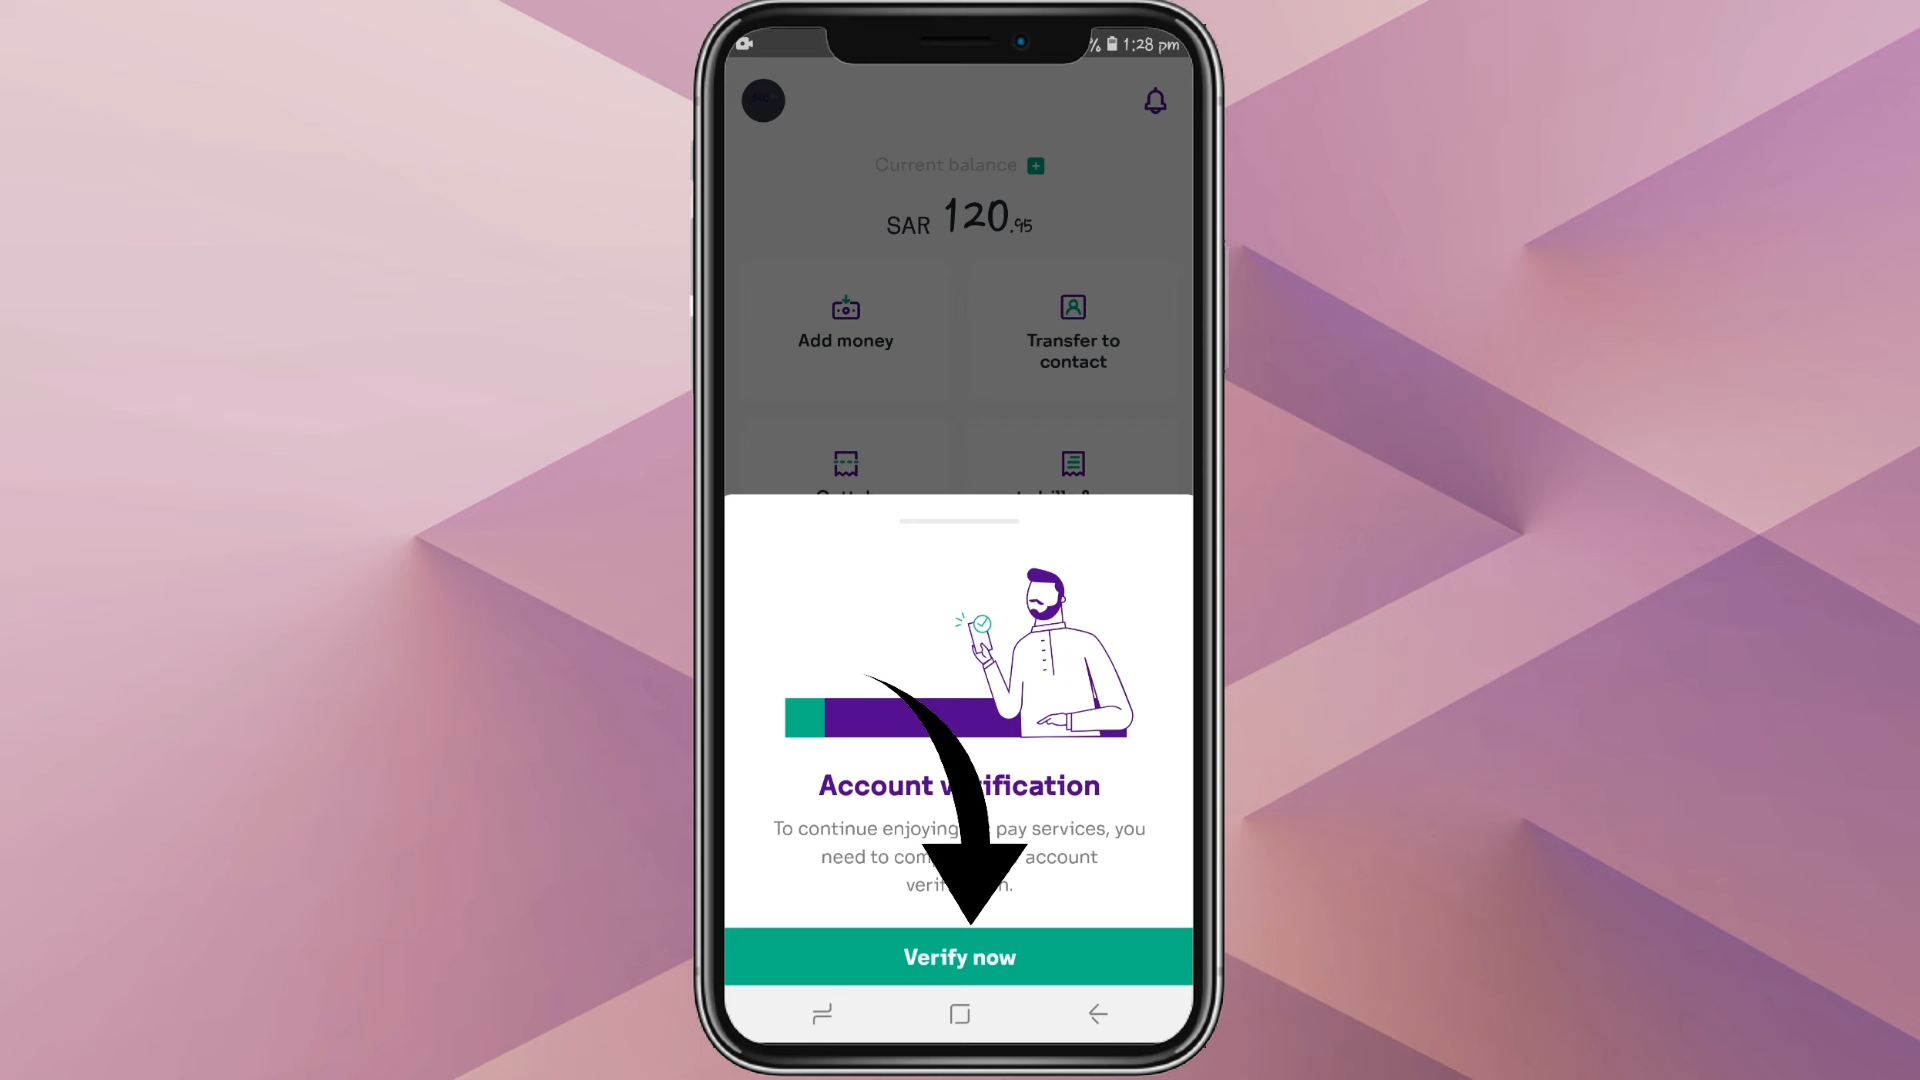 % 1:28 pm
Current balance
SAR 120.95
Add money
Transfer to
contact
Account v ification
To continue enjoying pay services, you
need to com account
verif n.
Verify now